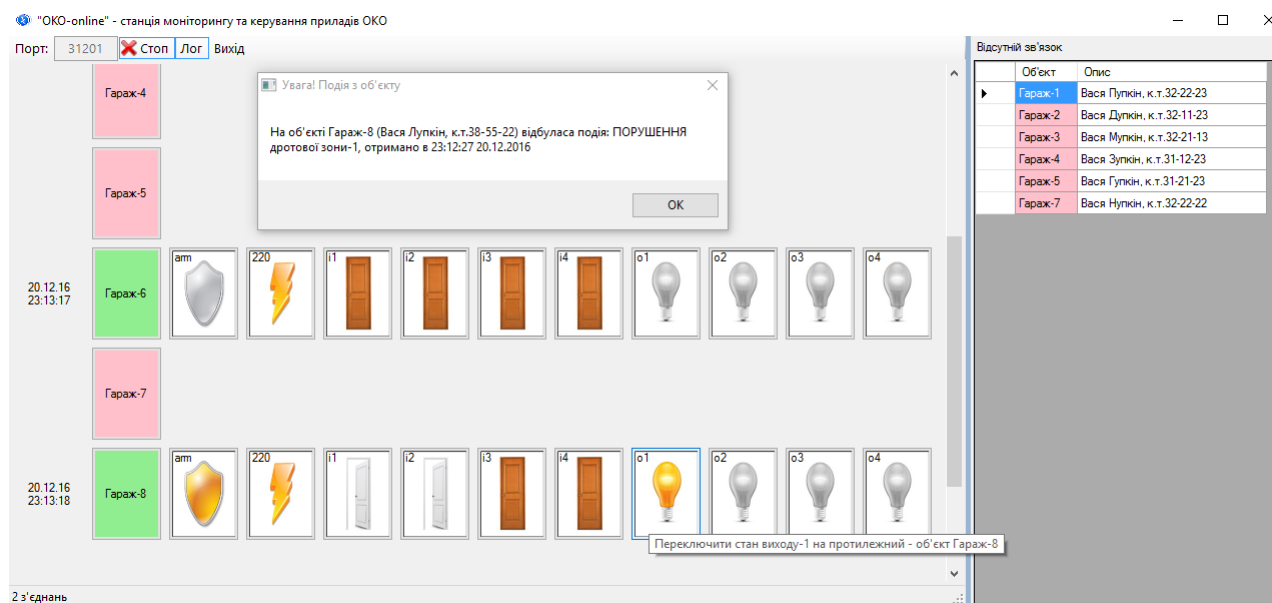 "ОКО-online" - станція моніторингу та керування приладів ОКО
Порт: 31201 Стоп Лог Вихід
Відсутній зв'язок
Об'єкт Опис
Гараж-1 Вася Пупкін, к.т.32-22-23
Гараж-2 Вася Дупкін, к.т.32-11-23
Гараж-3 Вася Мупкін, к.т.32-21-13
Гараж-4 Вася Зупкін, к.т.31-12-23
Гараж-5 Вася Гупкін, к.т.31-21-23
Гараж-7 Вася Нупкін, к.т.32-22-22
Увага! Подія з об'єкту
На об'єкті Гараж-8 (Вася Лупкін, к.т.38-55-22) відбулася подія: ПОРУШЕННЯ
дротової зони-1, отримано в 23:12:27 20.12.2016
OK
Гараж-4
Гараж-5
20.12.16
23:13:17
Гараж-6
arm 220 i1 i2 i3 i4 o1 o2 o3 o4
Гараж-7
20.12.16
23:13:18
Гараж-8
arm 220 i1 i2 i3 i4 o1 o2 o3 o4
Переключити стан виходу-1 на протилежний - об'єкт Гараж-8
2 з'єднань